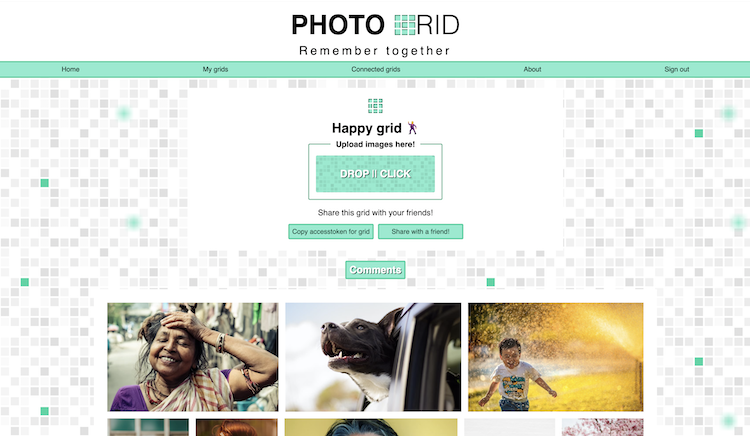 PHOTO GRID
Remember together
Home My grids Connected grids About Sign out
Happy grid
Upload images here!
DROP || CLICK
Share this grid with your friends!
Copy accesstoken for grid Share with a friend!
Comments